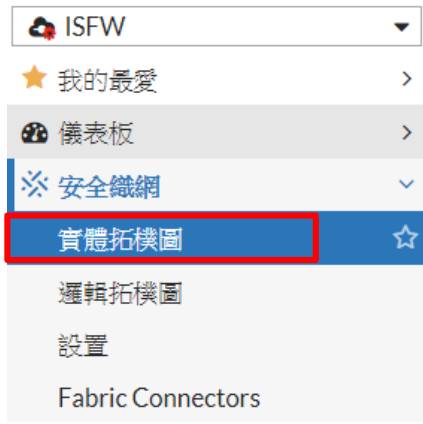 ISFW
我的最愛
儀表板
安全織網
實體拓樸圖
邏輯拓樸圖
設置
Fabric Connectors